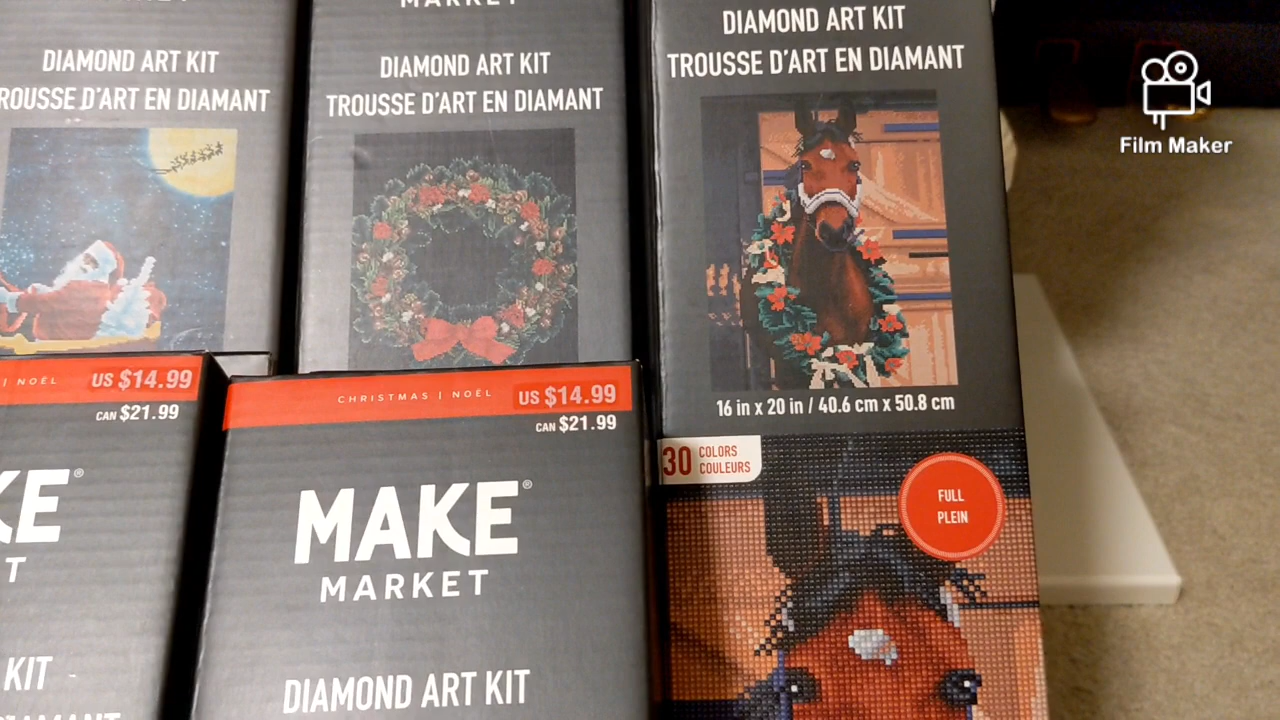 MARKET
DIAMOND ART KIT
DIAMOND ART KIT
TROUSSE D'ART EN DIAMANT
DIAMOND ART KIT
TROUSSE D'ART EN DIAMANT
TROUSSE D'ART EN DIAMANT
Film Maker
16 in x 20 in / 40.6 cm x 50.8 cm
30 COLORS
COULEURS
FULL
PLEIN
| NOËL
US $14.99
CAN $21.99
CHRISTMAS | NOËL
US $14.99
CAN $21.99
KE®
T
MAKE®
MARKET
KIT
DIAMOND ART KIT